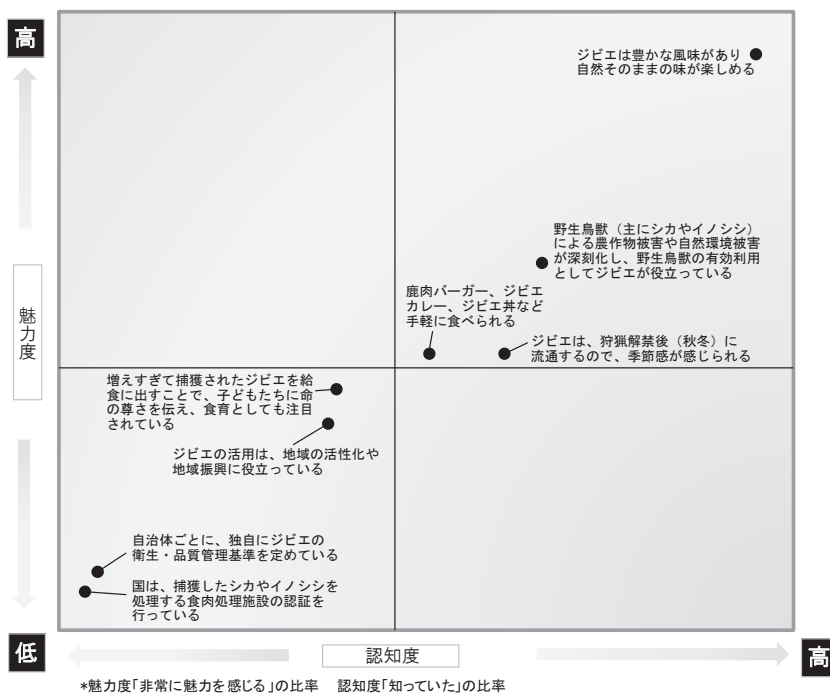 高
ジビエは豊かな風味があり
自然そのままの味が楽しめる
野生鳥獣（主にシカやイノシシ）
による農作物被害や自然環境被害
が深刻化し、野生鳥獣の有効利用
としてジビエが役立っている
鹿肉バーガー、ジビエ
カレー、ジビエ丼など
手軽に食べられる
ジビエは、狩猟解禁後（秋冬）に
流通するので、季節感が感じられる
魅力度
増えすぎて捕獲されたジビエを給
食に出すことで、子どもたちに命
の尊さを伝え、食育としても注目
されている
ジビエの活用は、地域の活性化や
地域振興に役立っている
自治体ごとに、独自にジビエの
衛生・品質管理基準を定めている
国は、捕獲したシカやイノシシを
処理する食肉処理施設の認証を
行っている
低
認知度
高
*魅力度「非常に魅力を感じる」の比率　認知度「知っていた」の比率